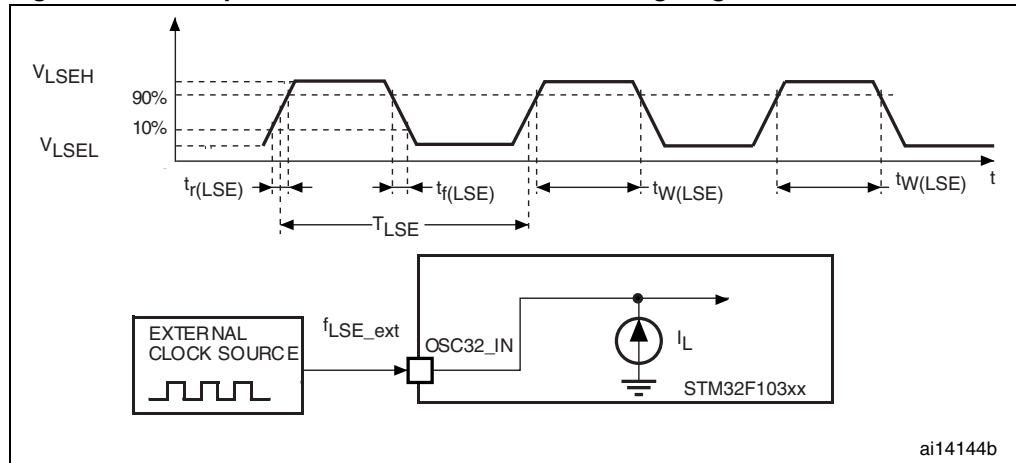 VLSEH
90%
10%
VLSEL
tr(LSE)
tf(LSE)
tW(LSE)
tW(LSE)
t
TLSE
EXTERNAL
CLOCK SOURCE
fLSE_ext
OSC32_IN
IL
STM32F103xx
ai14144b